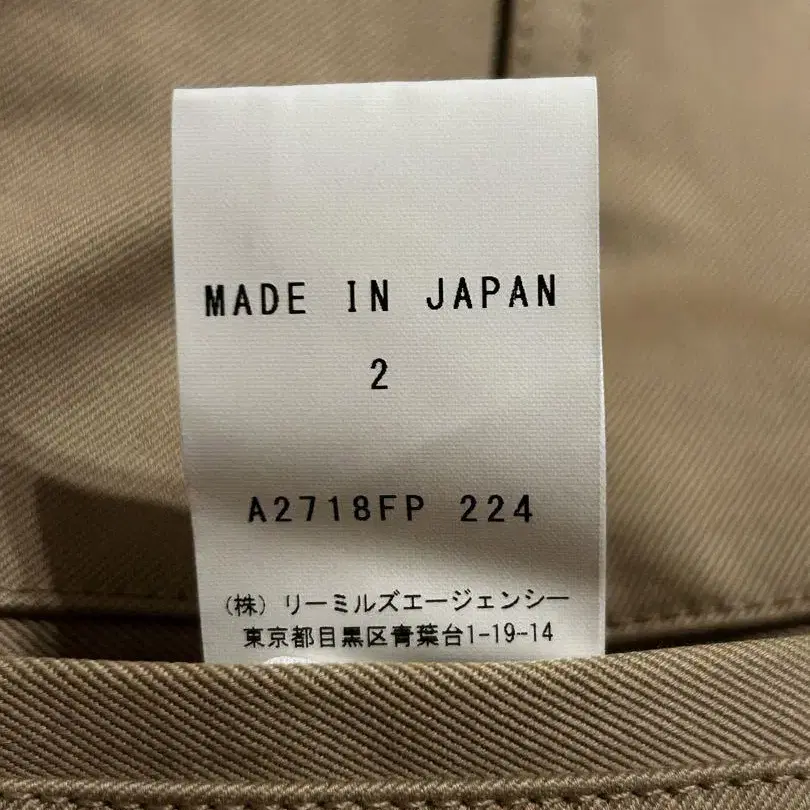 MADE IN JAPAN
2
A2718FP 224
(株) リーミルズエージェンシー
東京都目黒区青葉台1-19-14